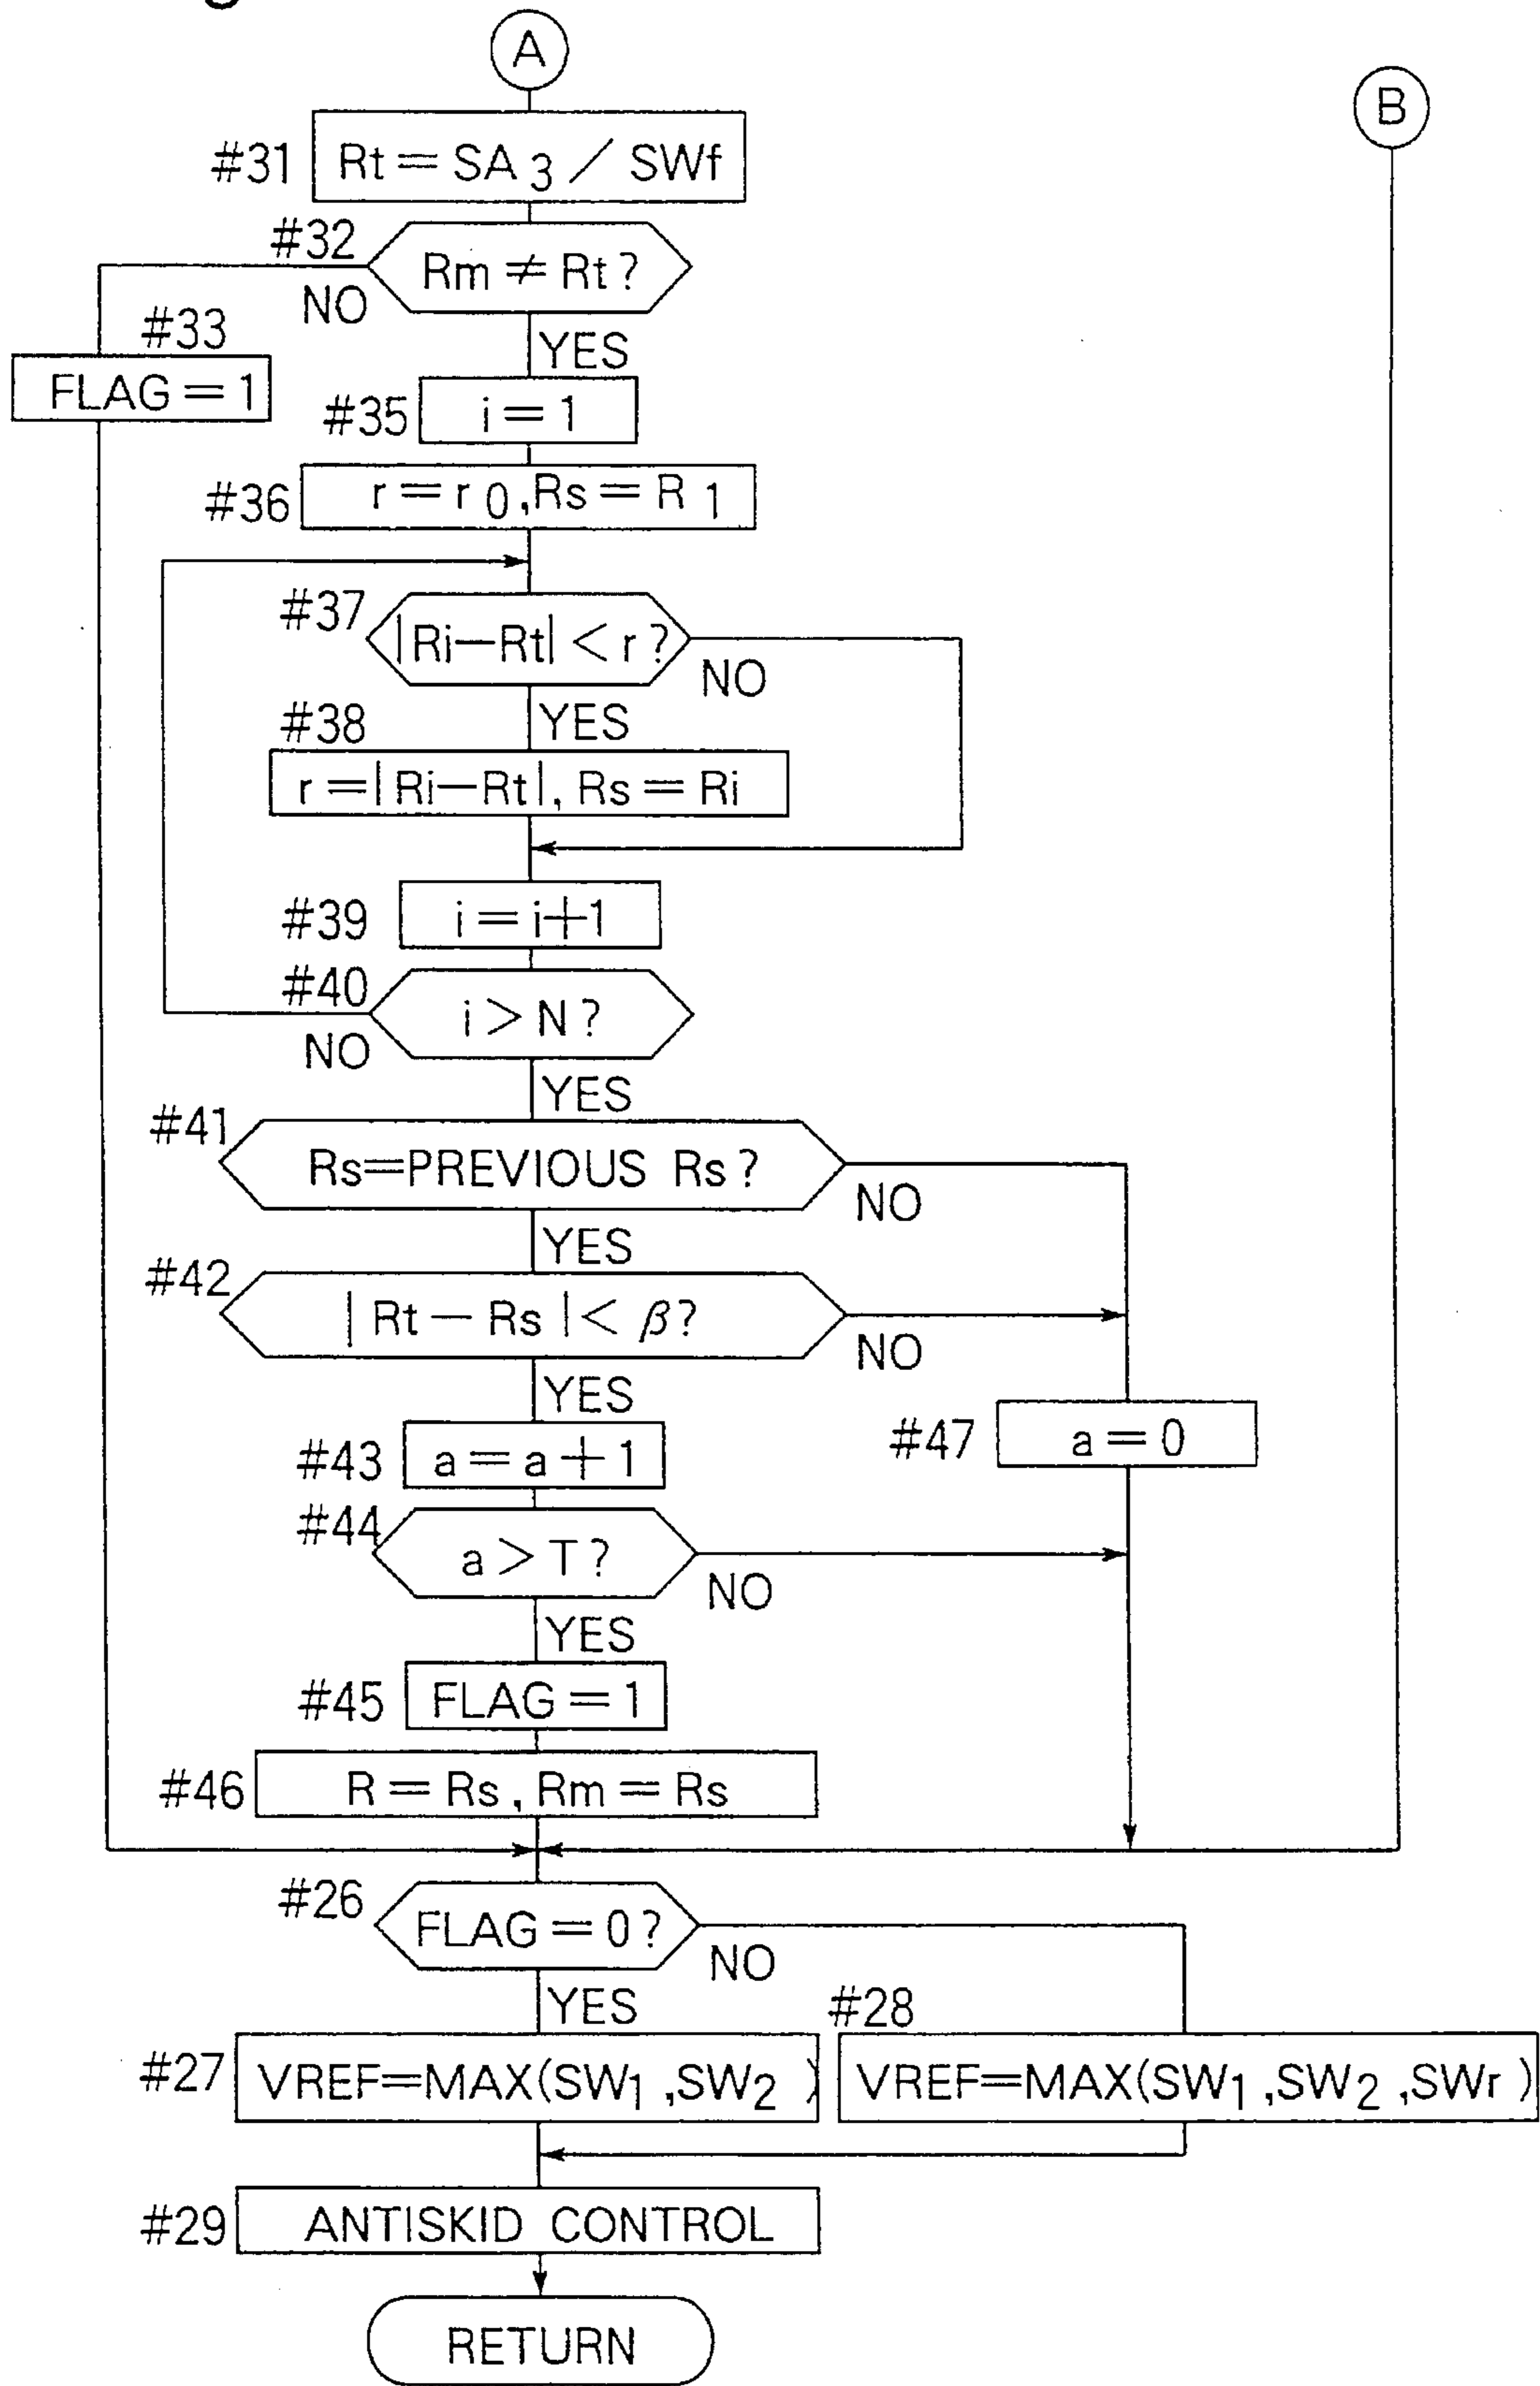 A
B
#31 Rt = SA3 / SWf
#32 Rm ≠ Rt?
NO
#33
YES
FLAG = 1
#35 i = 1
#36 r = r0, Rs = R1
#37 |Ri−Rt| < r?
NO
YES
#38
r = |Ri−Rt|, Rs = Ri
#39 i = i+1
#40 i > N?
NO
YES
#41 Rs=PREVIOUS Rs?
NO
YES
#42 | Rt − Rs | < β?
NO
YES
#43 a = a + 1
#47 a = 0
#44 a > T?
NO
YES
#45 FLAG = 1
#46 R = Rs, Rm = Rs
#26 FLAG = 0?
NO
YES
#28
#27 VREF=MAX(SW1 ,SW2 )
VREF=MAX(SW1 ,SW2 ,SWr )
#29 ANTISKID CONTROL
RETURN